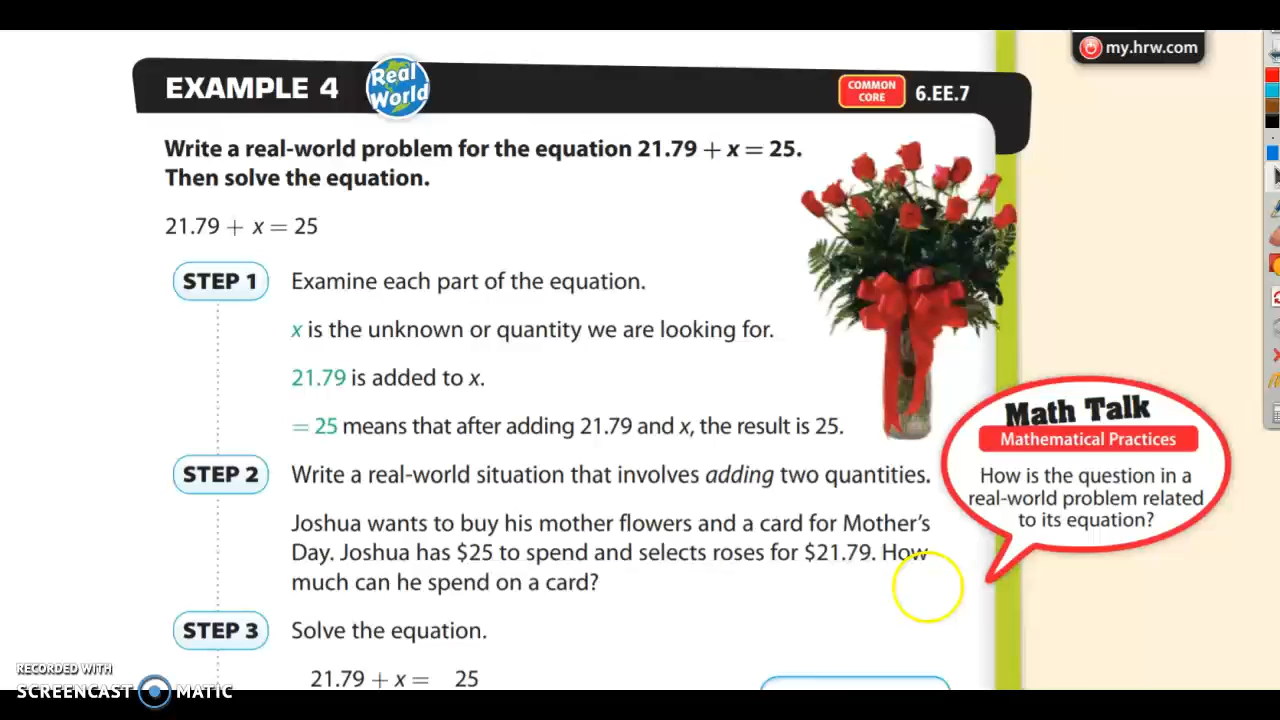 my.hrw.com
EXAMPLE 4
Real
World
COMMON
CORE
6.EE.7
Write a real-world problem for the equation 21.79 + x = 25.
Then solve the equation.
21.79 + x = 25
STEP 1
Examine each part of the equation.
x is the unknown or quantity we are looking for.
21.79 is added to x.
= 25 means that after adding 21.79 and x, the result is 25.
STEP 2
Write a real-world situation that involves adding two quantities.
Joshua wants to buy his mother flowers and a card for Mother's
Day. Joshua has $25 to spend and selects roses for $21.79. How
much can he spend on a card?
Math Talk
Mathematical Practices
How is the question in a
real-world problem related
to its equation?
STEP 3
Solve the equation.
21.79 + x = 25
RECORDED WITH
SCREENCAST MATIC